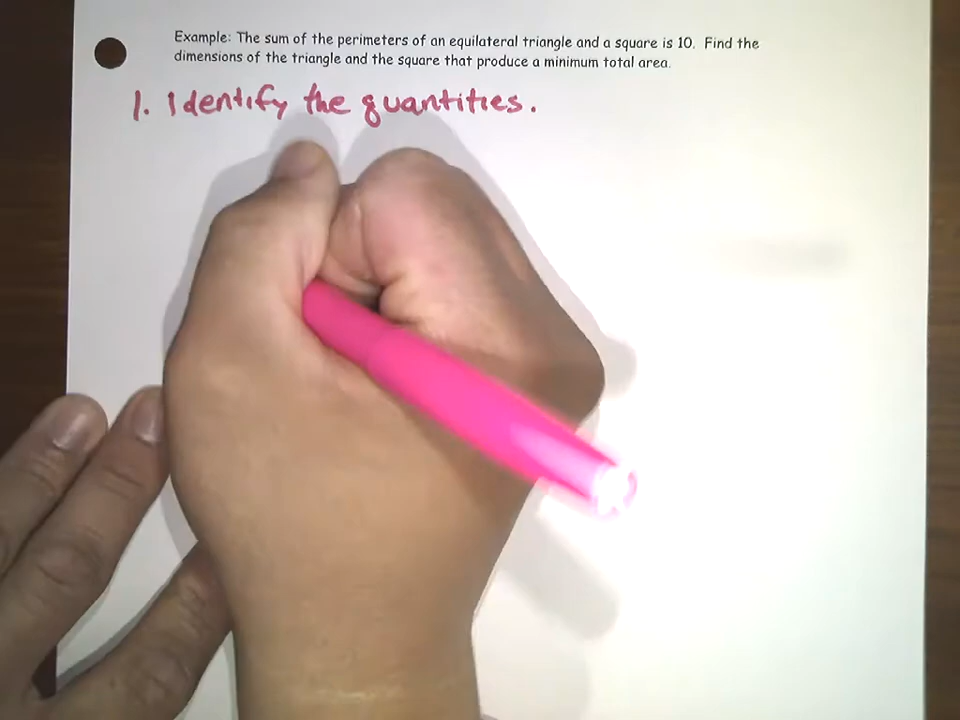 Example: The sum of the perimeters of an equilateral triangle and a square is 10. Find the
dimensions of the triangle and the square that produce a minimum total area.
1. Identify the quantities.